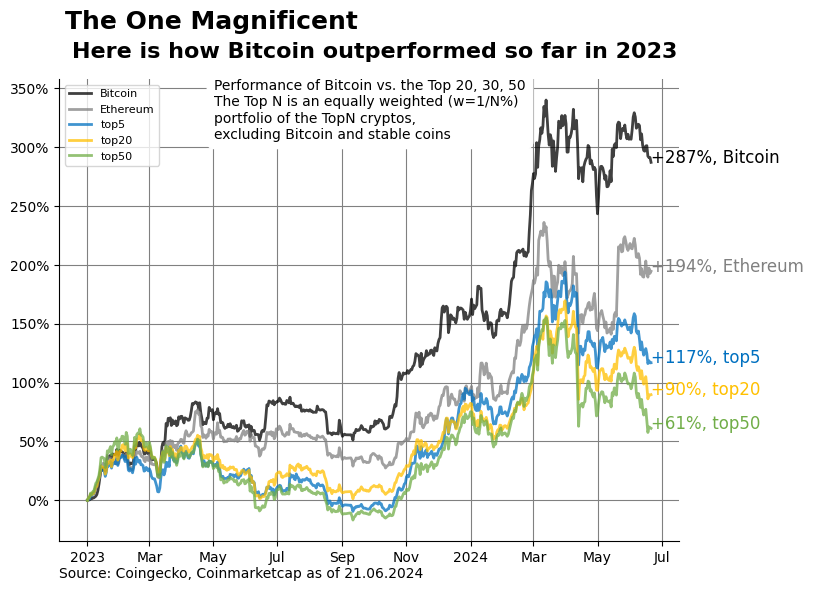 The One Magnificent
Here is how Bitcoin outperformed so far in 2023
350%
300%
250%
200%
150%
100%
50%
0%
Bitcoin
Ethereum
top5
top20
top50
Performance of Bitcoin vs. the Top 20, 30, 50
The Top N is an equally weighted (w=1/N%)
portfolio of the TopN cryptos,
excluding Bitcoin and stable coins
+287%, Bitcoin
+194%, Ethereum
+117%, top5
+90%, top20
+61%, top50
2023 Mar May Jul Sep Nov 2024 Mar May Jul
Source: Coingecko, Coinmarketcap as of 21.06.2024